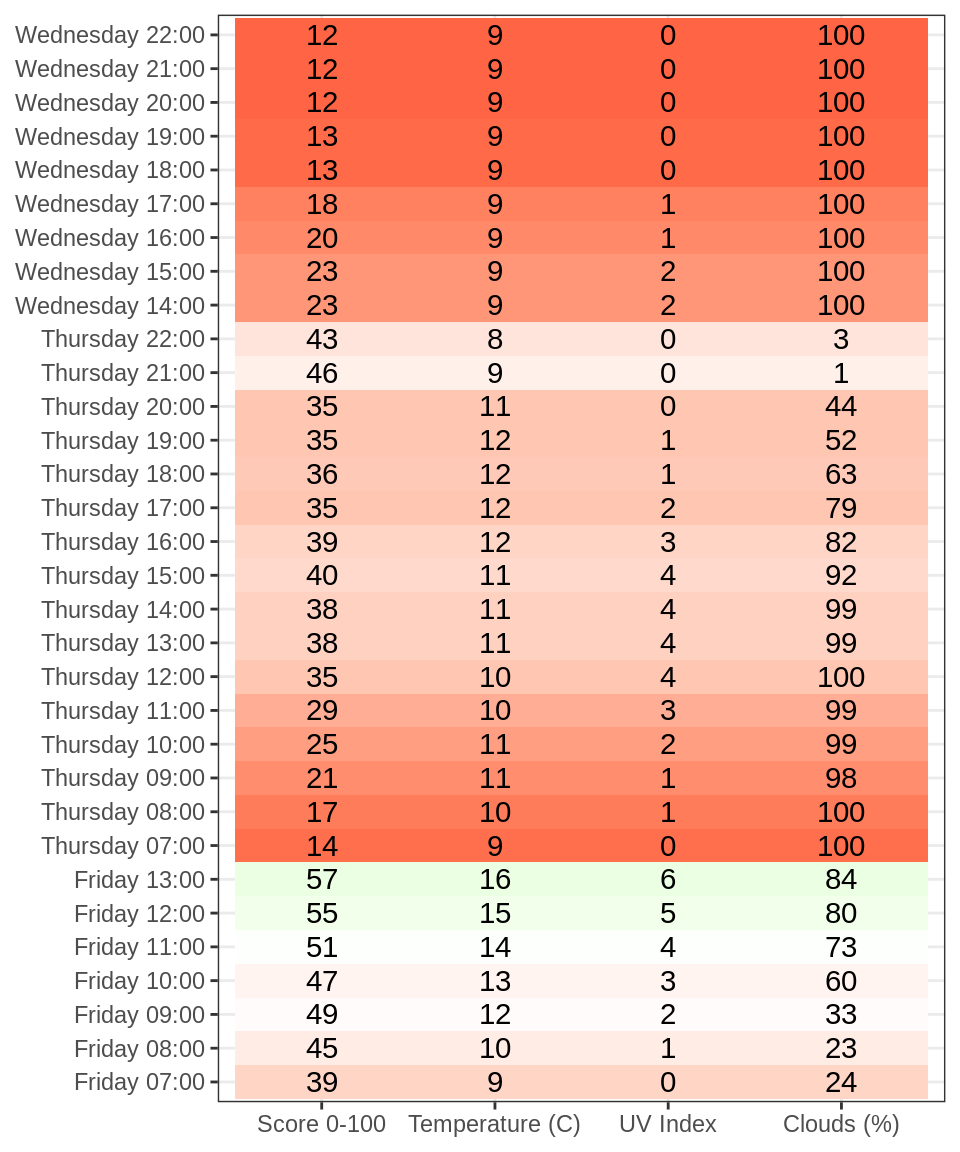 Wednesday 22:00 12 9 0 100
Wednesday 21:00 12 9 0 100
Wednesday 20:00 12 9 0 100
Wednesday 19:00 13 9 0 100
Wednesday 18:00 13 9 0 100
Wednesday 17:00 18 9 1 100
Wednesday 16:00 20 9 1 100
Wednesday 15:00 23 9 2 100
Wednesday 14:00 23 9 2 100
Thursday 22:00 43 8 0 3
Thursday 21:00 46 9 0 1
Thursday 20:00 35 11 0 44
Thursday 19:00 35 12 1 52
Thursday 18:00 36 12 1 63
Thursday 17:00 35 12 2 79
Thursday 16:00 39 12 3 82
Thursday 15:00 40 11 4 92
Thursday 14:00 38 11 4 99
Thursday 13:00 38 11 4 99
Thursday 12:00 35 10 4 100
Thursday 11:00 29 10 3 99
Thursday 10:00 25 11 2 99
Thursday 09:00 21 11 1 98
Thursday 08:00 17 10 1 100
Thursday 07:00 14 9 0 100
Friday 13:00 57 16 6 84
Friday 12:00 55 15 5 80
Friday 11:00 51 14 4 73
Friday 10:00 47 13 3 60
Friday 09:00 49 12 2 33
Friday 08:00 45 10 1 23
Friday 07:00 39 9 0 24
Score 0-100 Temperature (C) UV Index Clouds (%)